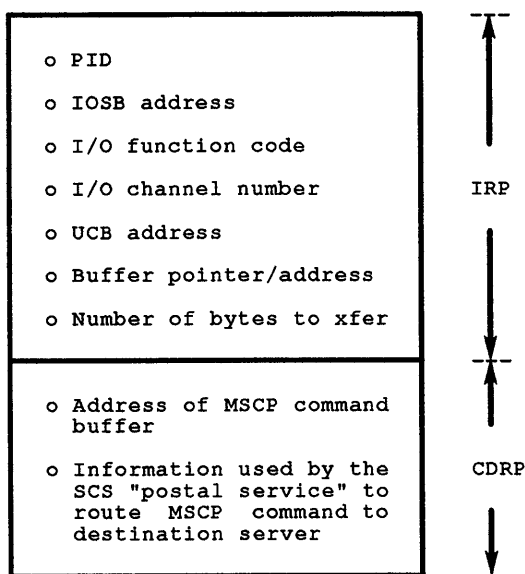 o PID
o IOSB address
o I/O function code
o I/O channel number
IRP
o UCB address
o Buffer pointer/address
o Number of bytes to xfer
o Address of MSCP command
buffer
o Information used by the
SCS "postal service" to
route MSCP command to
destination server
CDRP